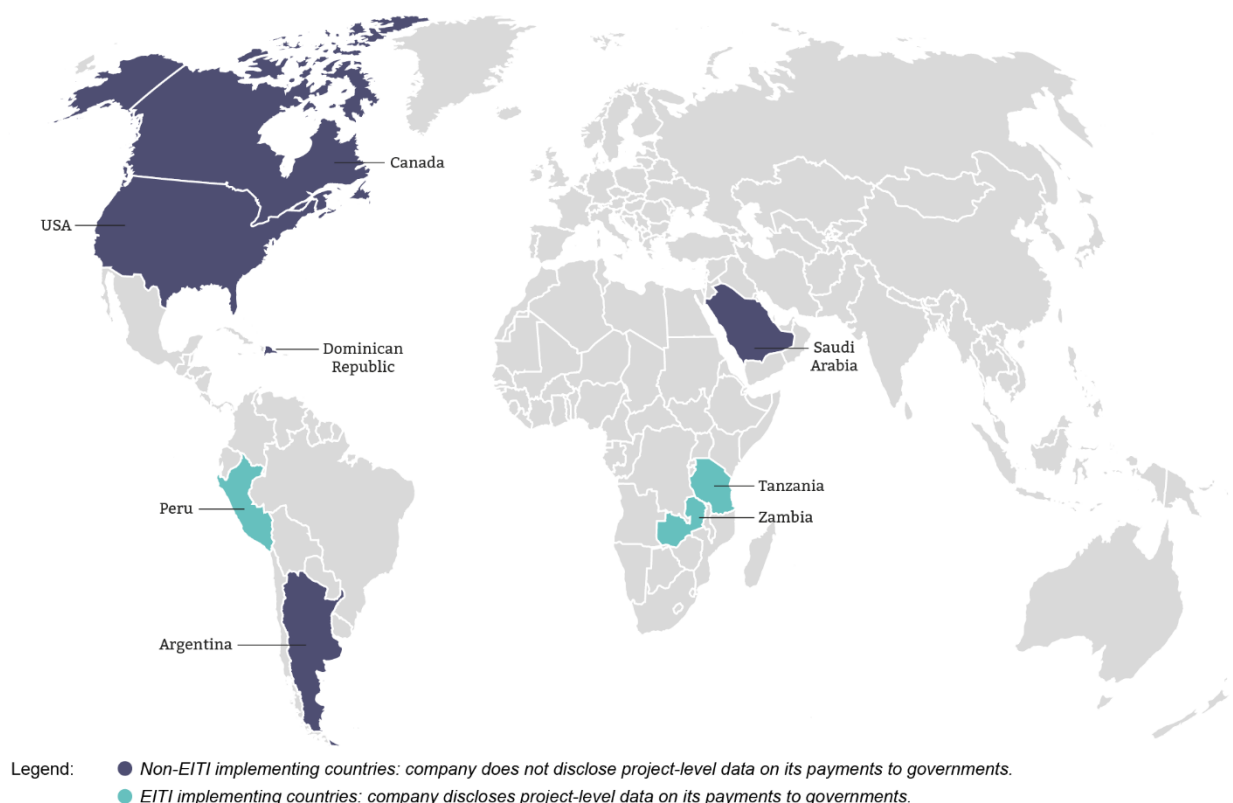 Canada
USA
Dominican
Republic
Saudi
Arabia
Tanzania
Peru
Zambia
Argentina
Legend:
Non-EITI implementing countries: company does not disclose project-level data on its payments to governments.
EITI implementing countries: company discloses project-level data on its payments to governments.